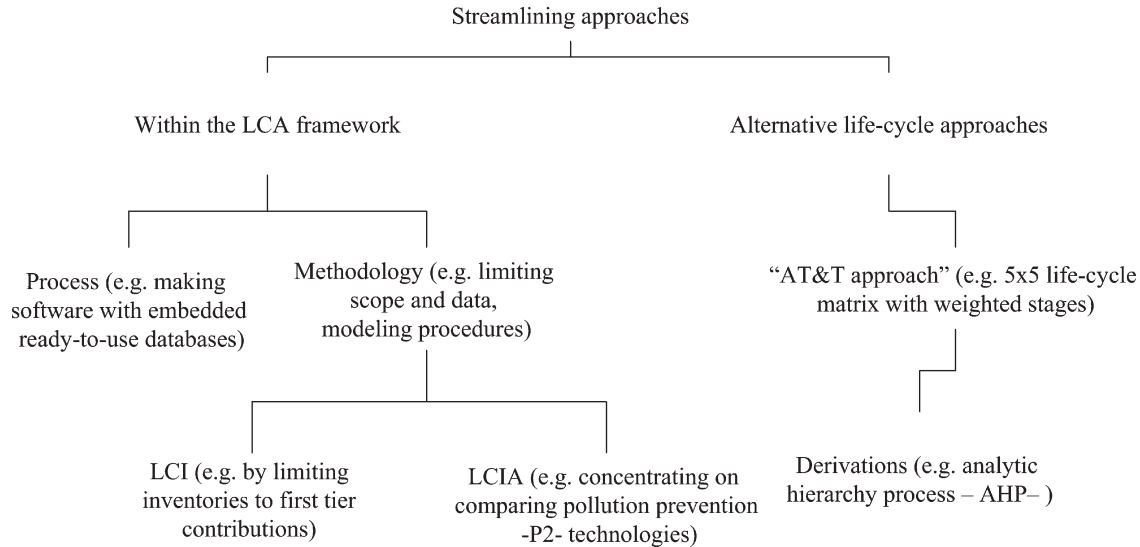 Streamlining approaches
Within the LCA framework
Alternative life-cycle approaches
Process (e.g. making
software with embedded
ready-to-use databases)
Methodology (e.g. limiting
scope and data,
modeling procedures)
“AT&T approach” (e.g. 5x5 life-cycle
matrix with weighted stages)
LCI (e.g. by limiting
inventories to first tier
contributions)
LCIA (e.g. concentrating on
comparing pollution prevention
-P2- technologies)
Derivations (e.g. analytic
hierarchy process – AHP– )